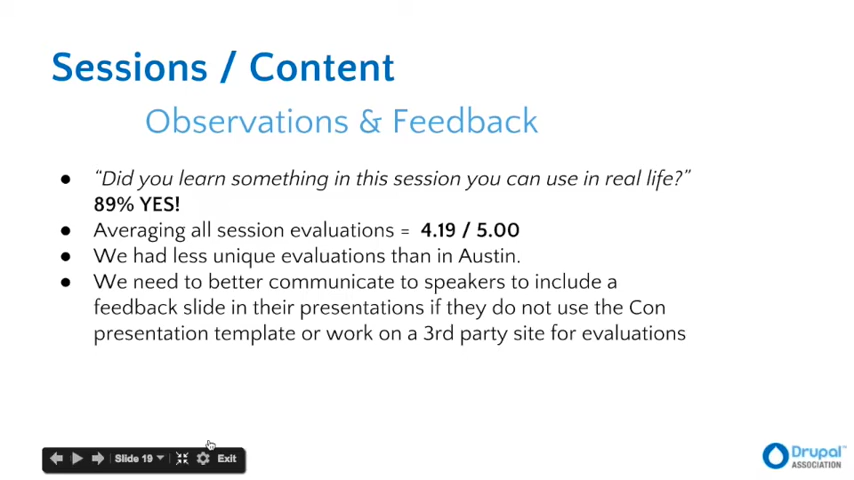 Sessions / Content
Observations & Feedback
● “Did you learn something in this session you can use in real life?”
89% YES!
● Averaging all session evaluations = 4.19 / 5.00
● We had less unique evaluations than in Austin.
● We need to better communicate to speakers to include a
feedback slide in their presentations if they do not use the Con
presentation template or work on a 3rd party site for evaluations
Slide 19 Exit
Drupal™
ASSOCIATION